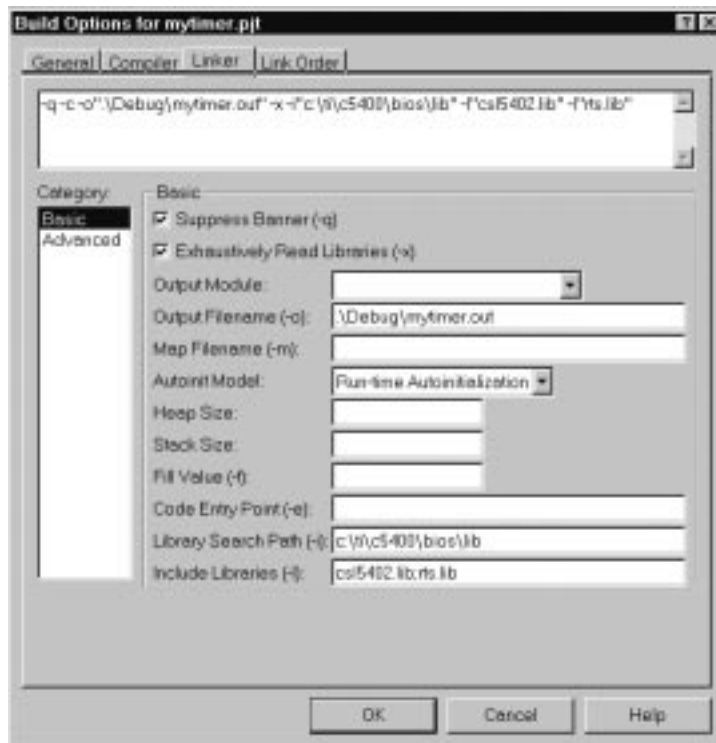 Build Options for mytimer.pjt
General Compiler Linker Link Order
-q -c -o".\Debug\mytimer.out" -x -i"c:\ti\c5400\bios\lib" -l"csl5402.lib" -l"rts.lib"
Category:
Basic
Advanced
Basic
Suppress Banner (-q)
Exhaustively Read Libraries (-x)
Output Module:
Output Filename (-o): .\Debug\mytimer.out
Map Filename (-m):
Autoinit Model: Run-time Autoinitialization
Heap Size:
Stack Size:
Fill Value (-f):
Code Entry Point (-e):
Library Search Path (-i): c:\ti\c5400\bios\lib
Include Libraries (-l): csl5402.lib;rts.lib
OK Cancel Help